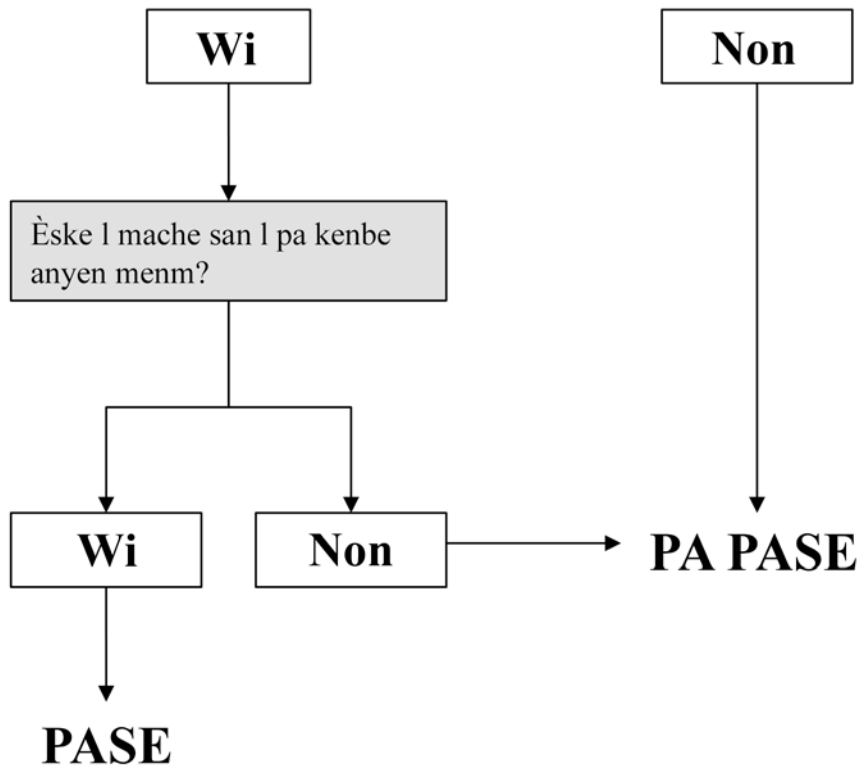 Wi
Non
Èske l mache san l pa kenbe
anyen menm?
Wi
Non
PA PASE
PASE